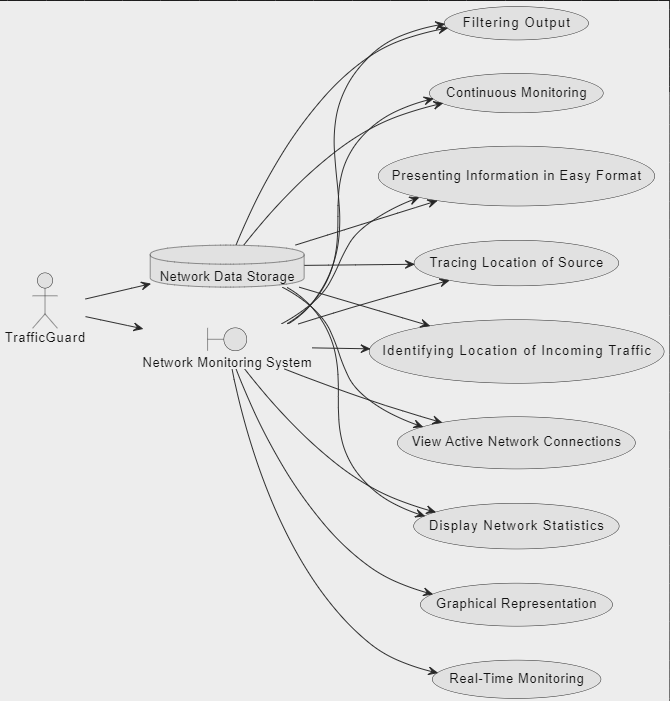 Filtering Output
Continuous Monitoring
Presenting Information in Easy Format
Tracing Location of Source
Network Data Storage
TrafficGuard
Identifying Location of Incoming Traffic
Network Monitoring System
View Active Network Connections
Display Network Statistics
Graphical Representation
Real-Time Monitoring